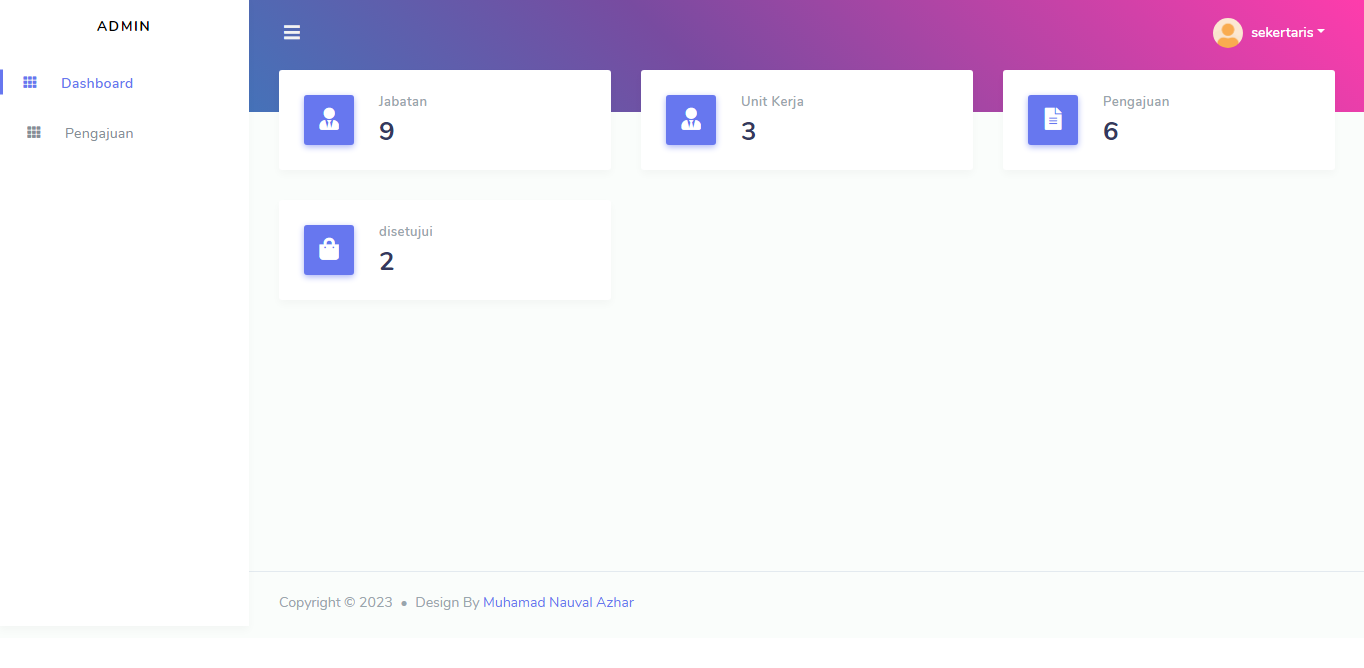 ADMIN
Dashboard
Pengajuan
sekertaris
Jabatan
9
Unit Kerja
3
Pengajuan
6
disetujui
2
Copyright © 2023 • Design By Muhamad Nauval Azhar